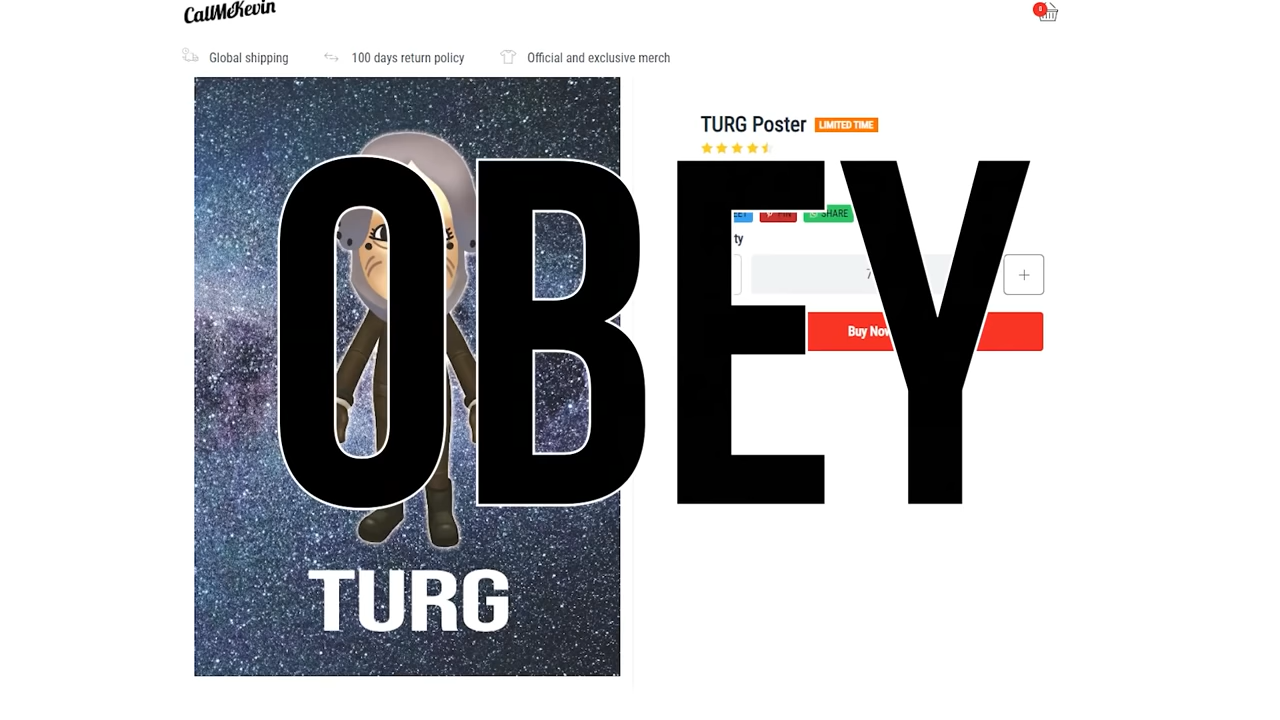 CallMeKevin
0
Global shipping
100 days return policy
Official and exclusive merch
TURG Poster
LIMITED TIME
SHARE
OBEY
Buy Now
TURG